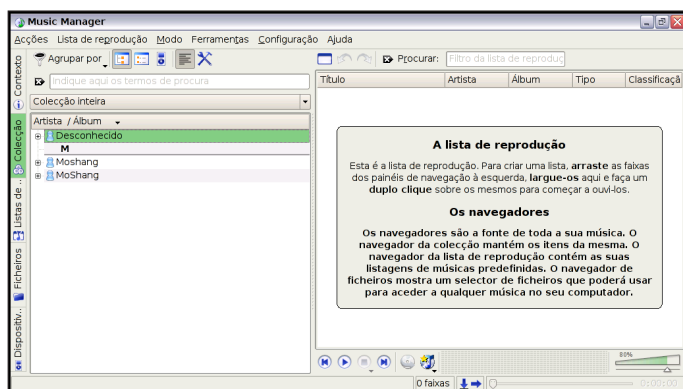 Music Manager
Acções Lista de reprodução Modo Ferramentas Configuração Ajuda
Agrupar por
Procurar: Filtro da lista de reproduç
Indique aqui os termos de procura
Colecção inteira
Artista / Álbum
Desconhecido
M
Moshang
MoShang
Contexto
Colecção
Listas de ..
Ficheiros
Dispositiv..
Título Artista Álbum Tipo Classificaçã
A lista de reprodução
Esta é a lista de reprodução. Para criar uma lista, arraste as faixas
dos painéis de navegação à esquerda, largue-os aqui e faça um
duplo clique sobre os mesmos para começar a ouvi-los.
Os navegadores
Os navegadores são a fonte de toda a sua música. O
navegador da colecção mantém os itens da mesma. O
navegador da lista de reprodução contém as suas
listagens de músicas predefinidas. O navegador de
ficheiros mostra um selector de ficheiros que poderá usar
para aceder a qualquer música no seu computador.
80%
0 faixas
0:00:00